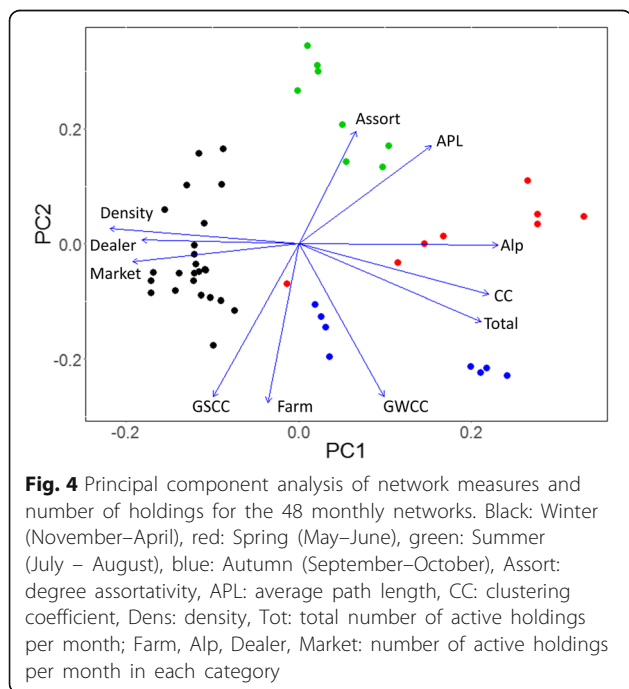 0.2
0.0
-0.2
PC2
Assort
APL
Density
Dealer
Market
Alp
CC
Total
GSCC
Farm
GWCC
-0.2
0.0
0.2
PC1
Fig. 4 Principal component analysis of network measures and
number of holdings for the 48 monthly networks. Black: Winter
(November–April), red: Spring (May–June), green: Summer
(July – August), blue: Autumn (September–October), Assort:
degree assortativity, APL: average path length, CC: clustering
coefficient, Dens: density, Tot: total number of active holdings
per month; Farm, Alp, Dealer, Market: number of active holdings
per month in each category